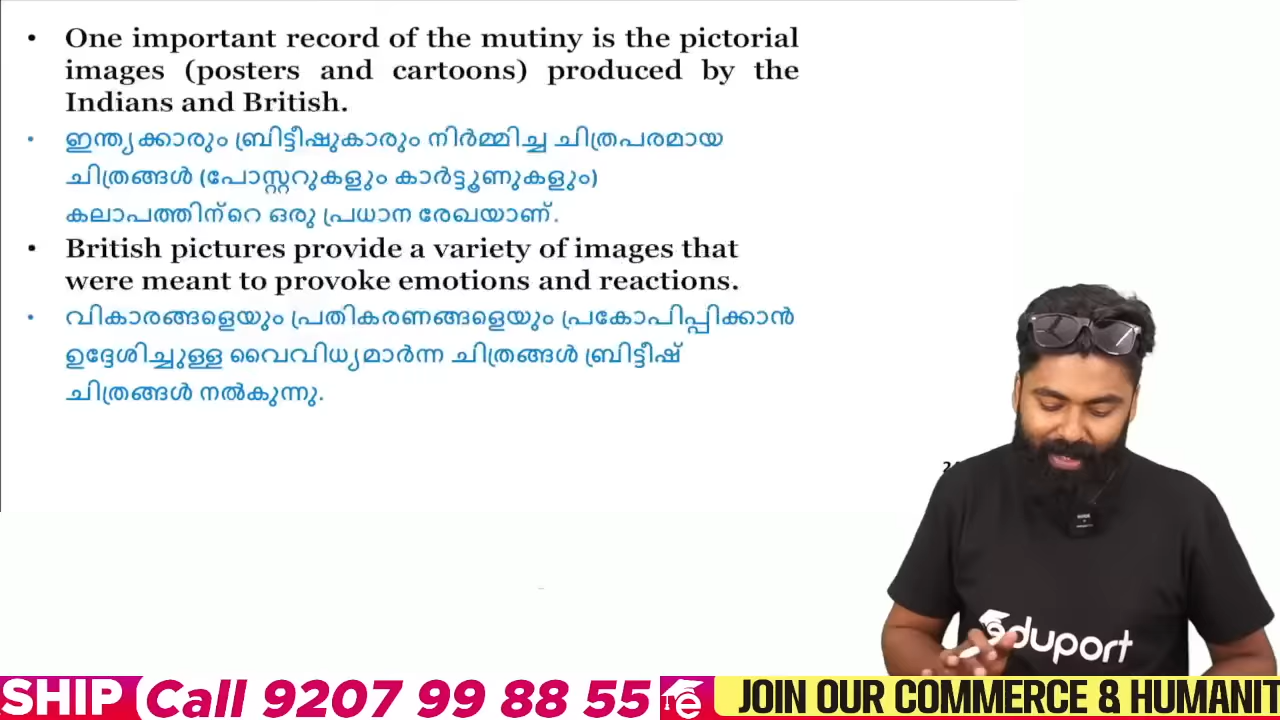 • One important record of the mutiny is the pictorial
images (posters and cartoons) produced by the
Indians and British.
• ഇന്ത്യക്കാരും ബ്രിട്ടീഷുകാരും നിർമ്മിച്ച ചിത്രപരമായ
ചിത്രങ്ങൾ (പോസ്റ്ററുകളും കാർട്ടൂണുകളും)
കലാപത്തിന്റെ ഒരു പ്രധാന രേഖയാണ്.
• British pictures provide a variety of images that
were meant to provoke emotions and reactions.
• വികാരങ്ങളെയും പ്രതികരണങ്ങളെയും പ്രകോപിപ്പിക്കാൻ
ഉദ്ദേശിച്ചുള്ള വൈവിധ്യമാർന്ന ചിത്രങ്ങൾ ബ്രിട്ടീഷ്
ചിത്രങ്ങൾ നൽകുന്നു.
eduport
SHIP Call 9207 99 88 55 e JOIN OUR COMMERCE & HUMANIT